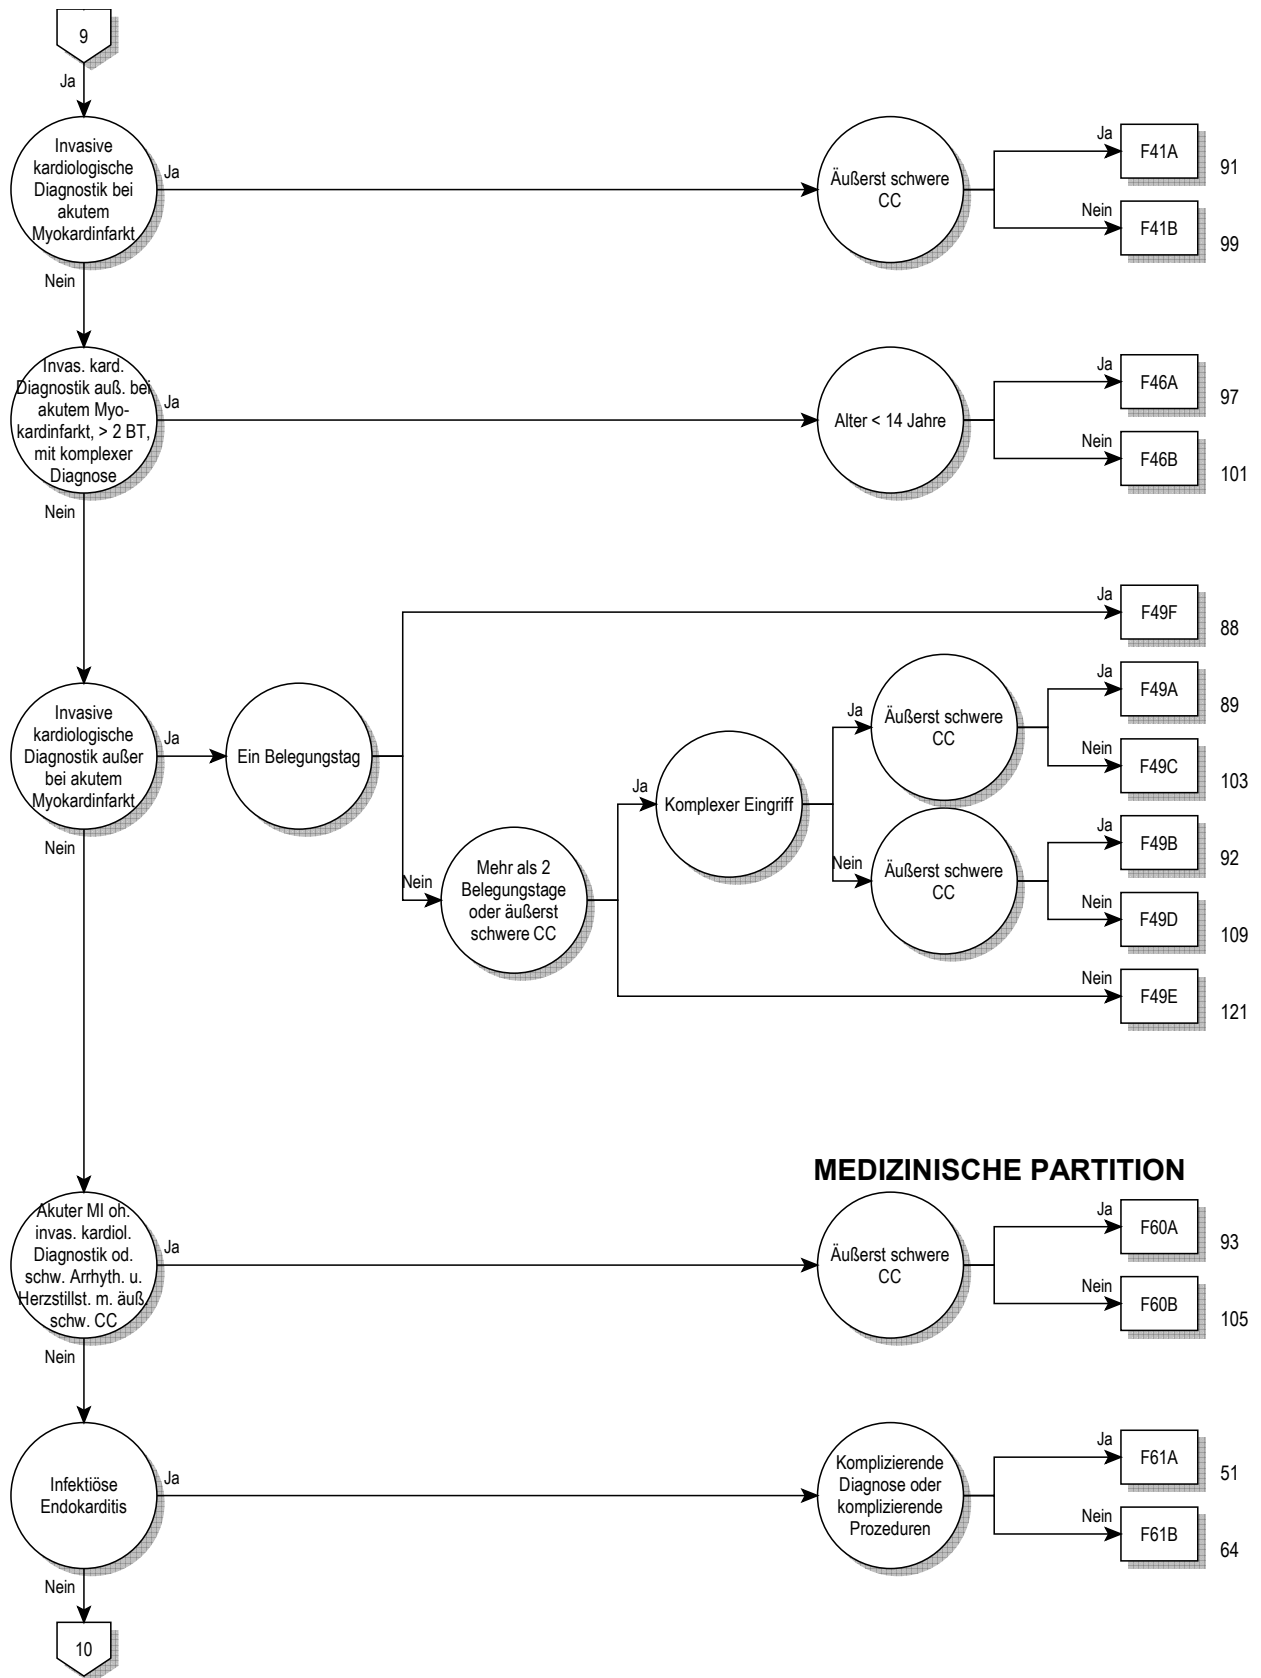 9
Ja
Invasive
kardiologische
Diagnostik bei
akutem
Myokardinfarkt
Ja
Äußerst schwere
CC
Ja
F41A
91
Nein
F41B
99
Nein
Invas. kard.
Diagnostik auß. bei
akutem Myo-
kardinfarkt, > 2 BT,
mit komplexer
Diagnose
Ja
Alter < 14 Jahre
Ja
F46A
97
Nein
F46B
101
Nein
Invasive
kardiologische
Diagnostik außer
bei akutem
Myokardinfarkt
Ja
Ein Belegungstag
Ja
F49F
88
Nein
Mehr als 2
Belegungstage
oder äußerst
schwere CC
Ja
Komplexer Eingriff
Ja
Äußerst schwere
CC
Ja
F49A
89
Nein
F49C
103
Nein
Äußerst schwere
CC
Ja
F49B
92
Nein
F49D
109
Nein
F49E
121
Nein
MEDIZINISCHE PARTITION
Akuter MI oh.
invas. kardiol.
Diagnostik od.
schw. Arrhyth. u.
Herzstillst. m. äuß.
schw. CC
Ja
Äußerst schwere
CC
Ja
F60A
93
Nein
F60B
105
Nein
Infektiöse
Endokarditis
Ja
Komplizierende
Diagnose oder
komplizierende
Prozeduren
Ja
F61A
51
Nein
F61B
64
Nein
10